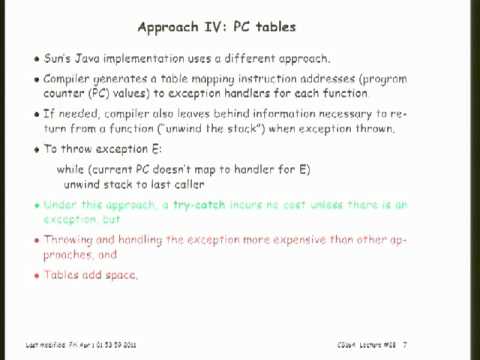 Approach IV: PC tables
• Sun's Java implementation uses a different approach.
• Compiler generates a table mapping instruction addresses (program
counter (PC) values) to exception handlers for each function.
• If needed, compiler also leaves behind information necessary to re-
turn from a function ("unwind the stack") when exception thrown.
• To throw exception E:
while (current PC doesn't map to handler for E)
unwind stack to last caller
• Under this approach, a try-catch incurs no cost unless there is an
exception, but
• Throwing and handling the exception more expensive than other ap-
proaches, and
• Tables add space.
Last modified: Fri Apr 1 01:53:59 2011
Lecture #28 7